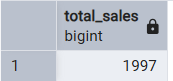 total_sales
bigint
1 1997